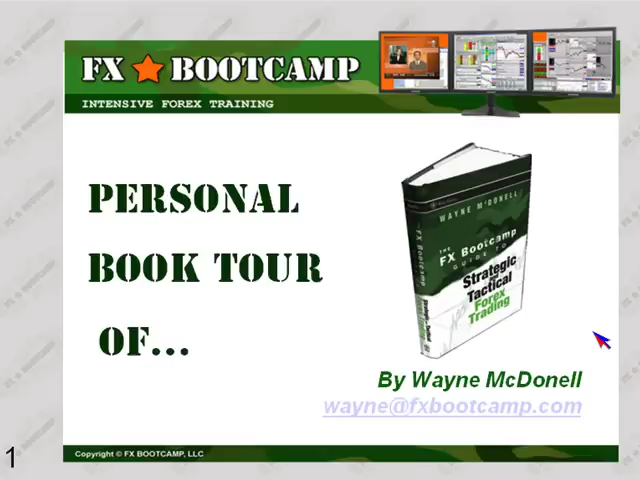 FX BOOTCAMP
INTENSIVE FOREX TRAINING
PERSONAL
BOOK TOUR
OF...
WAYNE McDONELL
THE
FX Bootcamp
GUIDE TO
Strategic
and
Tactical
Forex
Trading
By Wayne McDonell
wayne@fxbootcamp.com
Copyright © FX BOOTCAMP, LLC
1